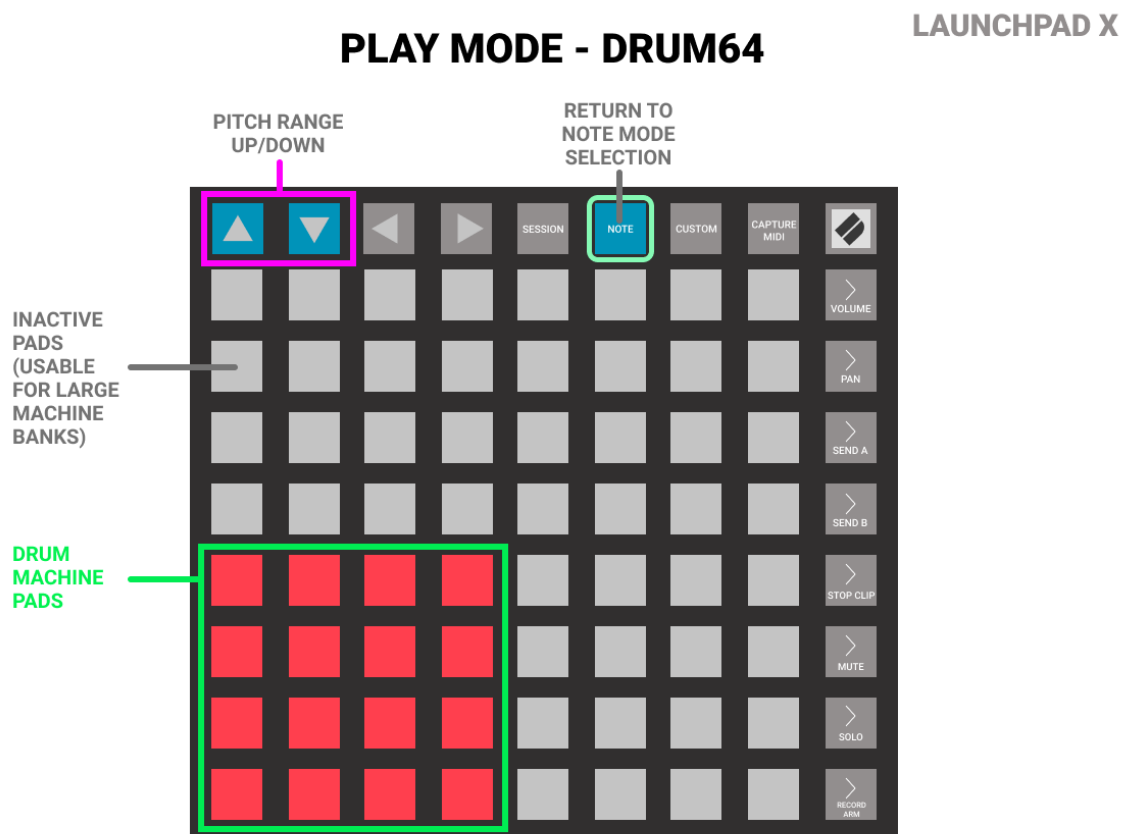 LAUNCHPAD X
PLAY MODE - DRUM64
PITCH RANGE
UP/DOWN
RETURN TO
NOTE MODE
SELECTION
SESSION
NOTE
CUSTOM
CAPTURE
MIDI
VOLUME
INACTIVE
PADS
(USABLE
FOR LARGE
MACHINE
BANKS)
PAN
SEND A
SEND B
DRUM
MACHINE
PADS
STOP CLIP
MUTE
SOLO
RECORD
ARM